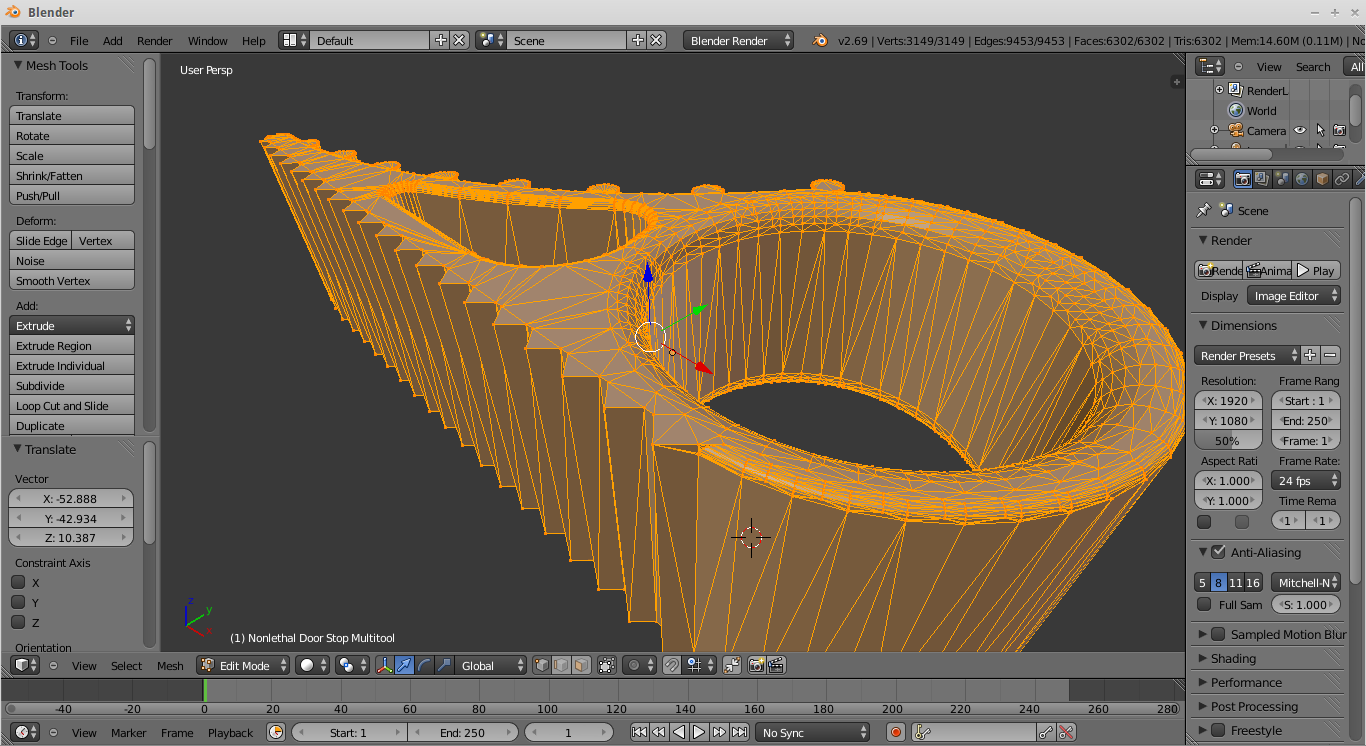 Blender
File Add Render Window Help Default Scene Blender Render v2.69 | Verts:3149/3149 | Edges:9453/9453 | Faces:6302/6302 | Tris:6302 | Mem:14.60M (0.11M) | No
Mesh Tools
Transform:
Translate
Rotate
Scale
Shrink/Fatten
Push/Pull
Deform:
Slide Edge Vertex
Noise
Smooth Vertex
Add:
Extrude
Extrude Region
Extrude Individual
Subdivide
Loop Cut and Slide
Duplicate
Translate
Vector
X: -52.888
Y: -42.934
Z: 10.387
Constraint Axis
X
Y
Z
Orientation
User Persp
z
y
x
(1) Nonlethal Door Stop Multitool
View Select Mesh Edit Mode Global
View Search All
RenderL
World
Camera
Scene
Render
Rende Anima Play
Display Image Editor
Dimensions
Render Presets
Resolution: Frame Rang
X: 1920 Start : 1
Y: 1080 End: 250
50% Frame: 1
Aspect Rati Frame Rate:
X: 1.000 24 fps
Y: 1.000 Time Rema
1 1
Anti-Aliasing
5 8 11 16 Mitchell-N
Full Sam S: 1.000
Sampled Motion Blur
Shading
Performance
Post Processing
Freestyle
-40 -20 0 20 40 60 80 100 120 140 160 180 200 220 240 260 280
View Marker Frame Playback Start: 1 End: 250 1 No Sync